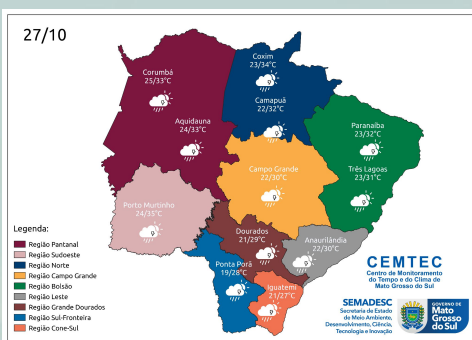 27/10
Coxim
23/34°C
Corumbá
25/33°C
Camapuã
22/32°C
Aquidauna
24/33°C
Paranaíba
23/32°C
Campo Grande
22/30°C
Três Lagoas
23/31°C
Porto Murtinho
24/35°C
Dourados
21/29°C
Anaurilândia
22/30°C
Ponta Porã
19/28°C
Iguatemi
21/27°C
Legenda:
Região Pantanal
Região Sudoeste
Região Norte
Região Campo Grande
Região Bolsão
Região Leste
Região Grande Dourados
Região Sul-Fronteira
Região Cone-Sul
CEMTEC
Centro de Monitoramento
do Tempo e do Clima de
Mato Grosso do Sul
SEMADESC
Secretaria de Estado
de Meio Ambiente,
Desenvolvimento, Ciência,
Tecnologia e Inovação
GOVERNO DE
Mato
Grosso
do Sul